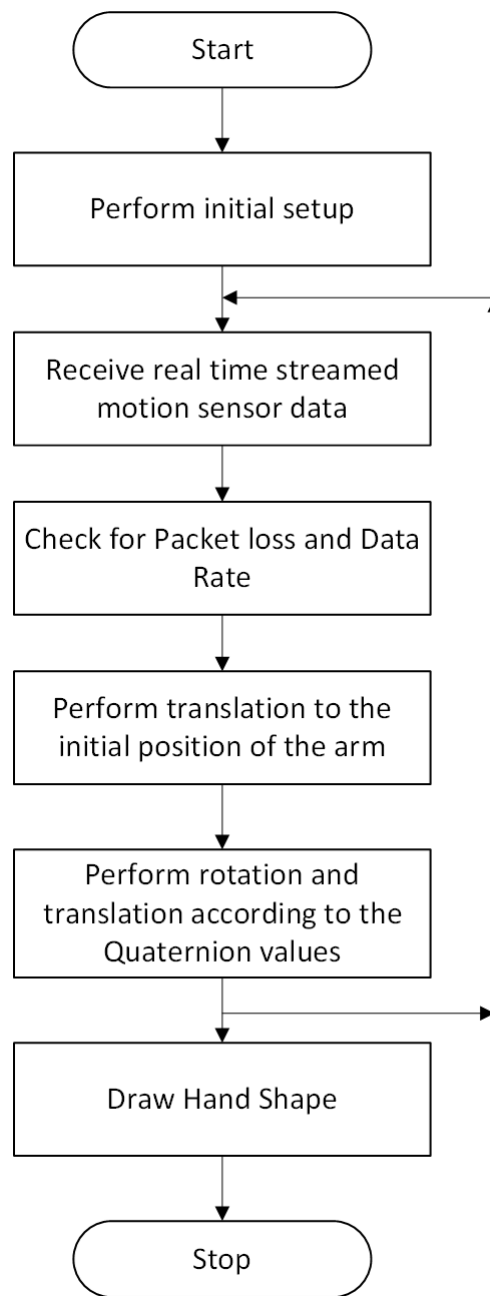 Start
Perform initial setup
Receive real time streamed
motion sensor data
Check for Packet loss and Data
Rate
Perform translation to the
initial position of the arm
Perform rotation and
translation according to the
Quaternion values
Draw Hand Shape
Stop